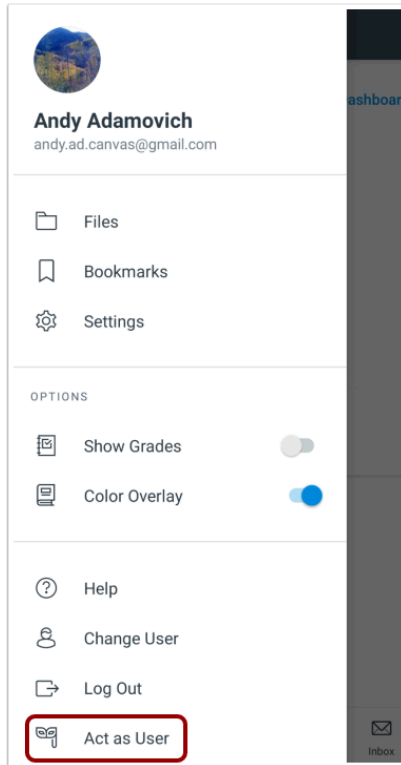 Andy Adamovich
andy.ad.canvas@gmail.com
ashboar
Files
Bookmarks
Settings
OPTIONS
Show Grades
Color Overlay
Help
Change User
Log Out
Act as User
Inbox